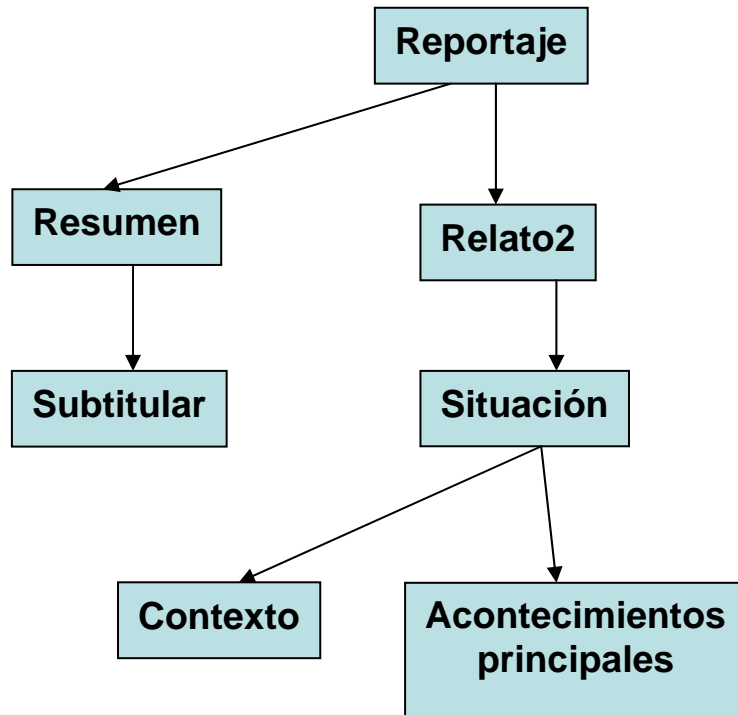 Reportaje
Resumen
Relato2
Subtitular
Situación
Contexto
Acontecimientos
principales